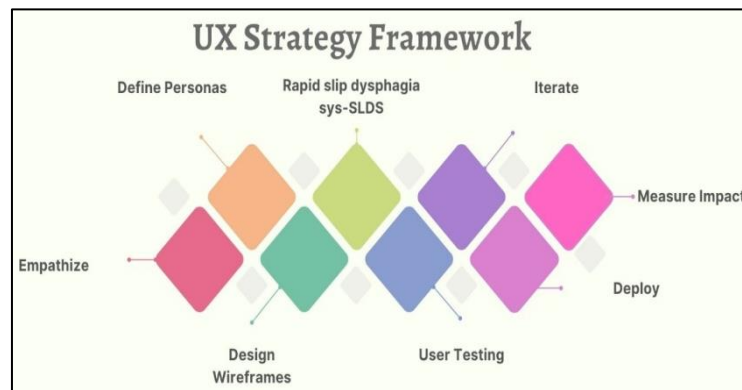 UX Strategy Framework
Define Personas
Rapid slip dysphagia
sys-SLDS
Iterate
Measure Impact
Empathize
Deploy
Design
Wireframes
User Testing